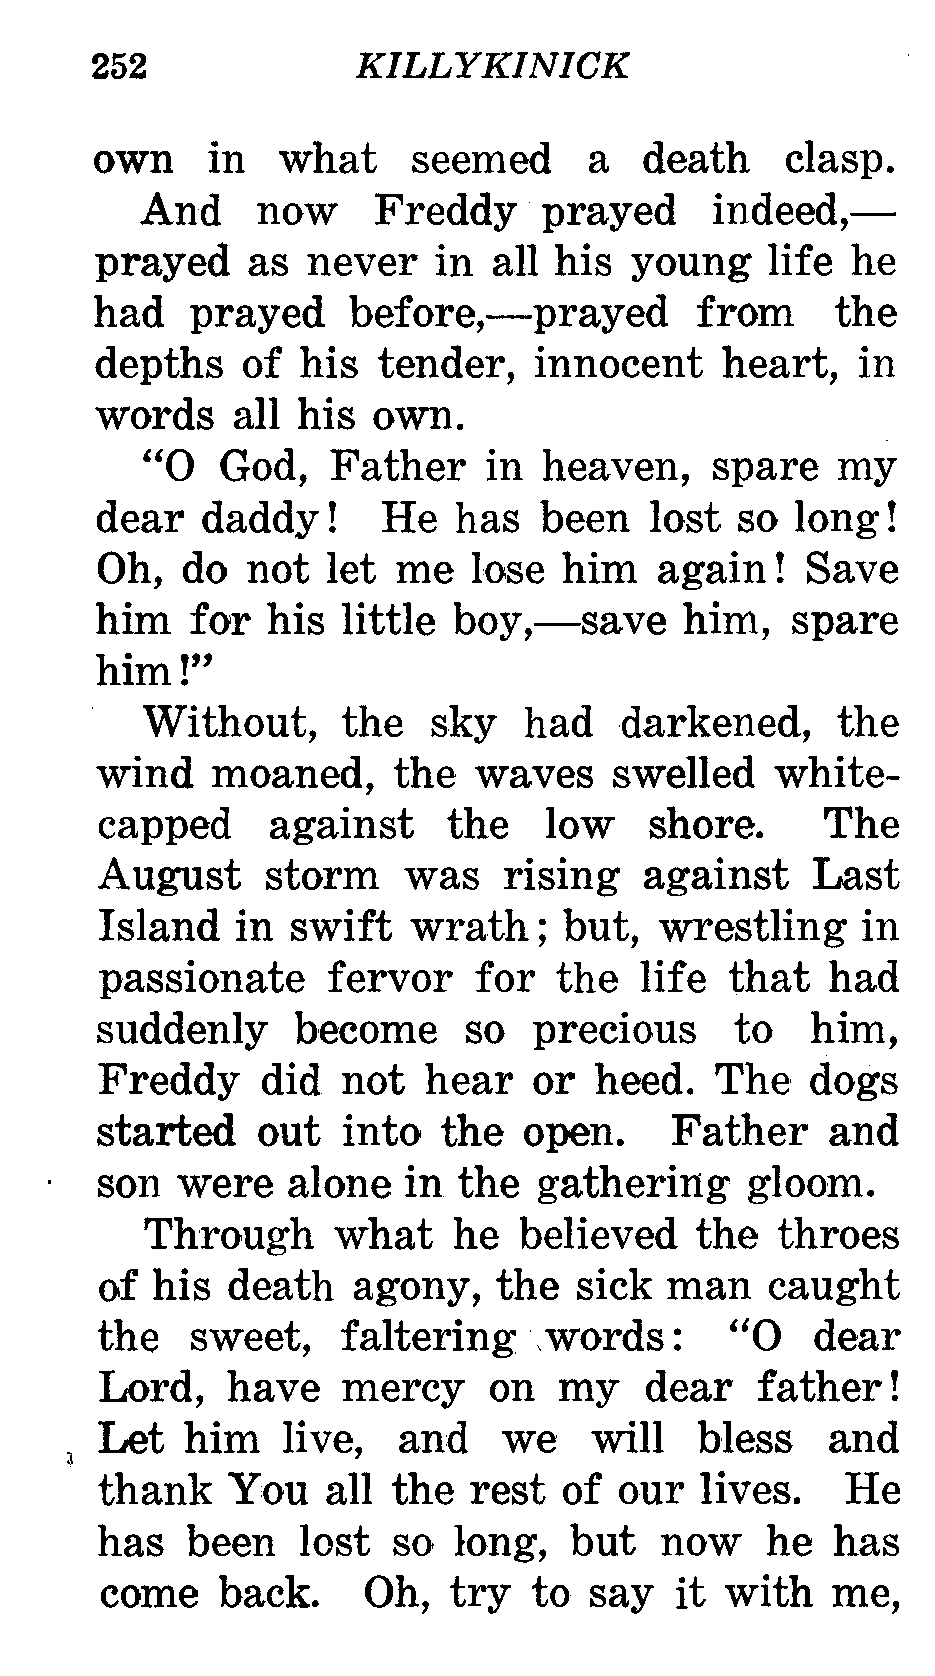 252 KILLYKINICK
own in what seemed a death clasp.
And now Freddy prayed indeed,—
prayed as never in all his young life he
had prayed before,—prayed from the
depths of his tender, innocent heart, in
words all his own.
“O God, Father in heaven, spare my
dear daddy! He has been lost so long!
Oh, do not let me lose him again! Save
him for his little boy,—save him, spare
him!”
Without, the sky had darkened, the
wind moaned, the waves swelled white-
capped against the low shore. The
August storm was rising against Last
Island in swift wrath; but, wrestling in
passionate fervor for the life that had
suddenly become so precious to him,
Freddy did not hear or heed. The dogs
started out into the open. Father and
son were alone in the gathering gloom.
Through what he believed the throes
of his death agony, the sick man caught
the sweet, faltering words: “O dear
Lord, have mercy on my dear father!
Let him live, and we will bless and
thank You all the rest of our lives. He
has been lost so long, but now he has
come back. Oh, try to say it with me,